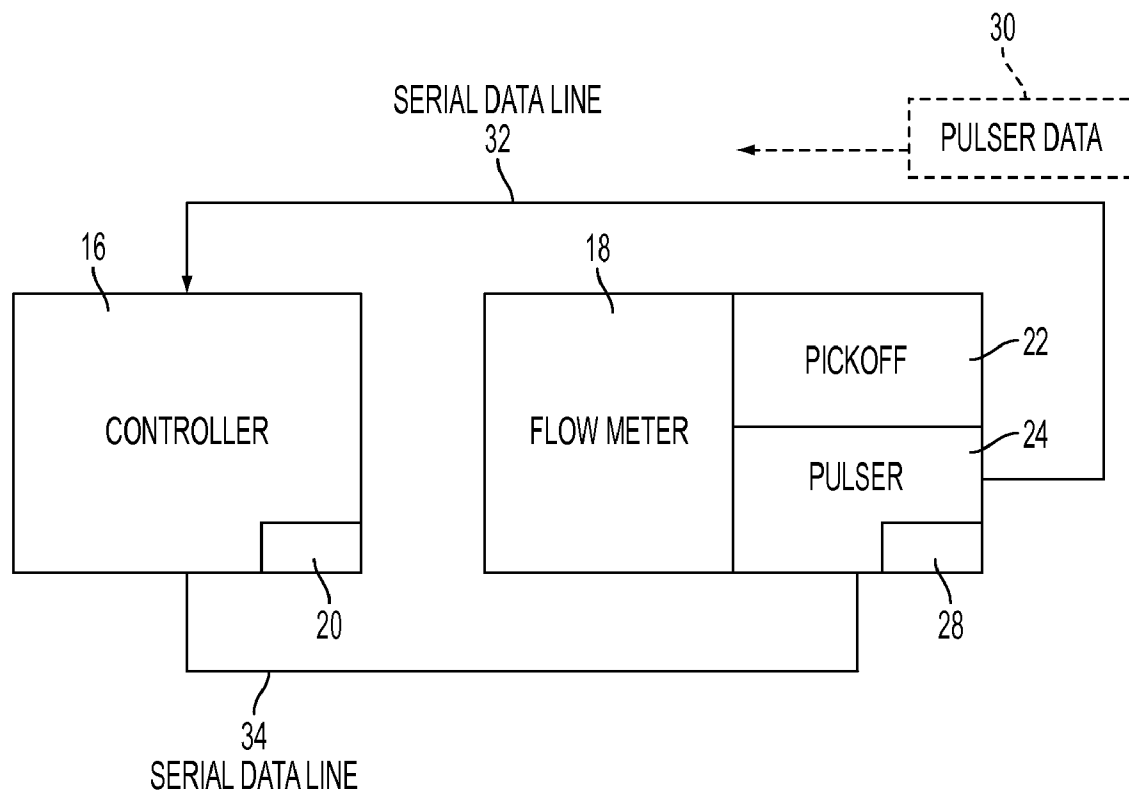 30
PULSER DATA
SERIAL DATA LINE
32
16
18
CONTROLLER
FLOW METER
PICKOFF
22
PULSER
24
20
28
34
SERIAL DATA LINE